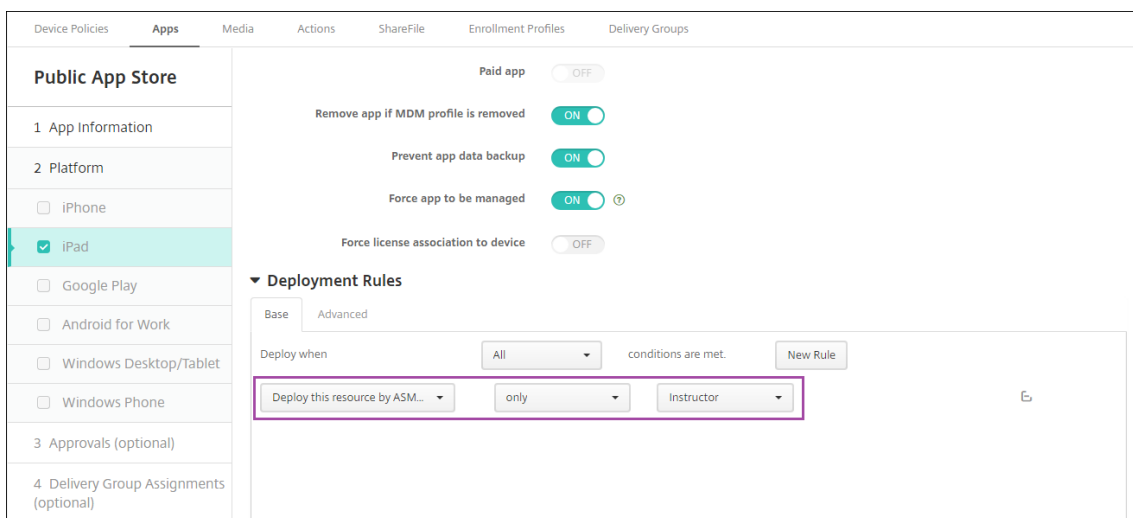 Device Policies Apps Media Actions ShareFile Enrollment Profiles Delivery Groups
Public App Store
1 App Information
2 Platform
iPhone
iPad
Google Play
Android for Work
Windows Desktop/Tablet
Windows Phone
3 Approvals (optional)
4 Delivery Group Assignments
(optional)
Paid app OFF
Remove app if MDM profile is removed ON
Prevent app data backup ON
Force app to be managed ON ?
Force license association to device OFF
Deployment Rules
Base Advanced
Deploy when All conditions are met. New Rule
Deploy this resource by ASM... only Instructor